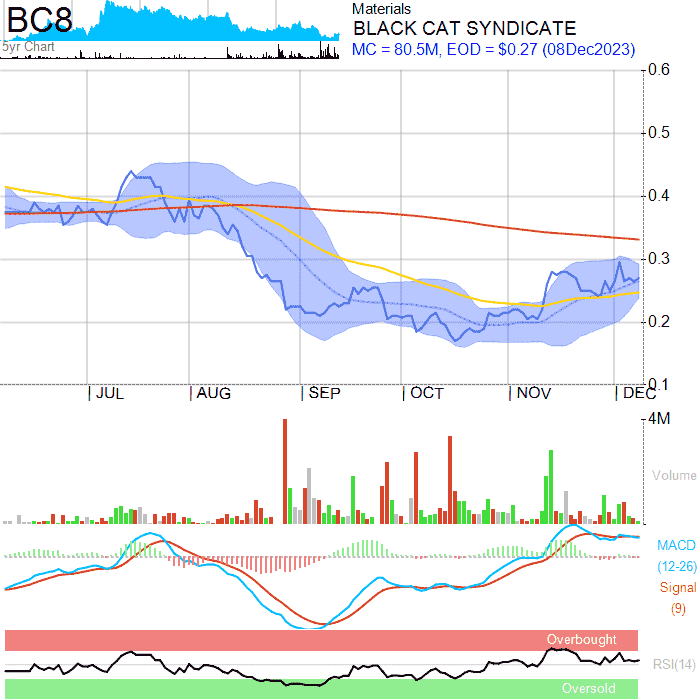 BC8
5yr Chart
Materials
BLACK CAT SYNDICATE
MC = 80.5M, EOD = $0.27 (08Dec2023)
0.6
0.5
0.4
0.3
0.2
0.1
JUL AUG SEP OCT NOV DEC
4M
Volume
MACD
(12-26)
Signal
(9)
Overbought
RSI(14)
Oversold